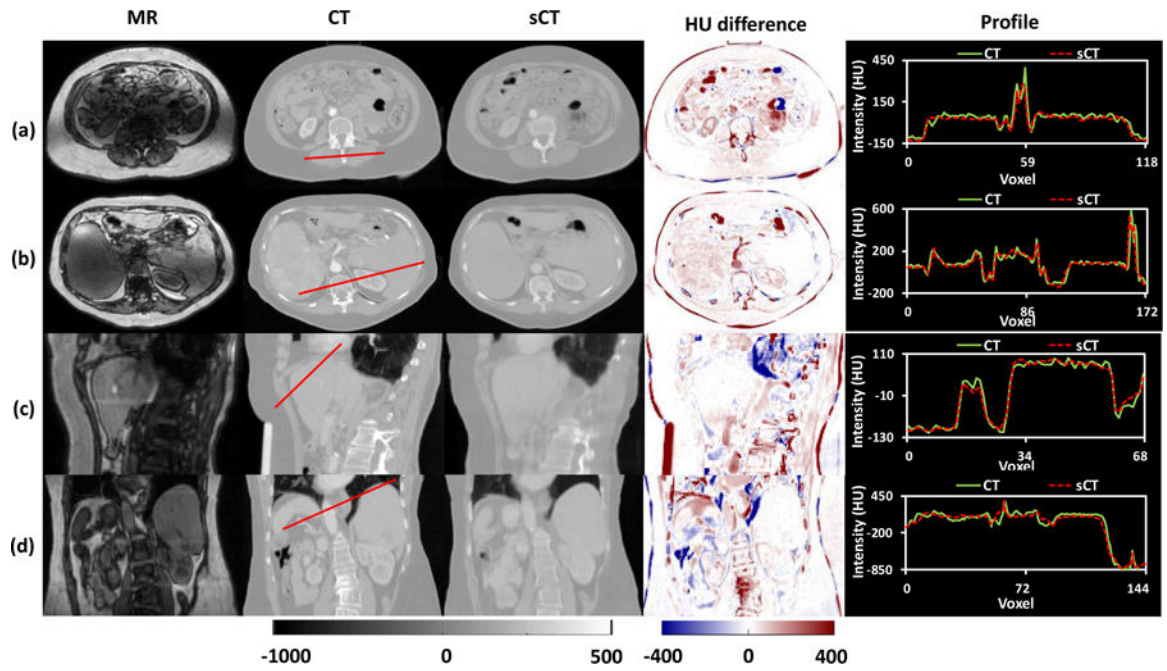 MR CT sCT HU difference Profile
(a)
CT sCT
Intensity (HU)
450
150
-150
0 59 118
Voxel
(b)
CT sCT
Intensity (HU)
600
200
-200
0 86 172
Voxel
(c)
CT sCT
Intensity (HU)
110
-10
-130
0 34 68
Voxel
(d)
CT sCT
Intensity (HU)
450
200
-850
0 72 144
Voxel
-1000 0 500 -400 0 400